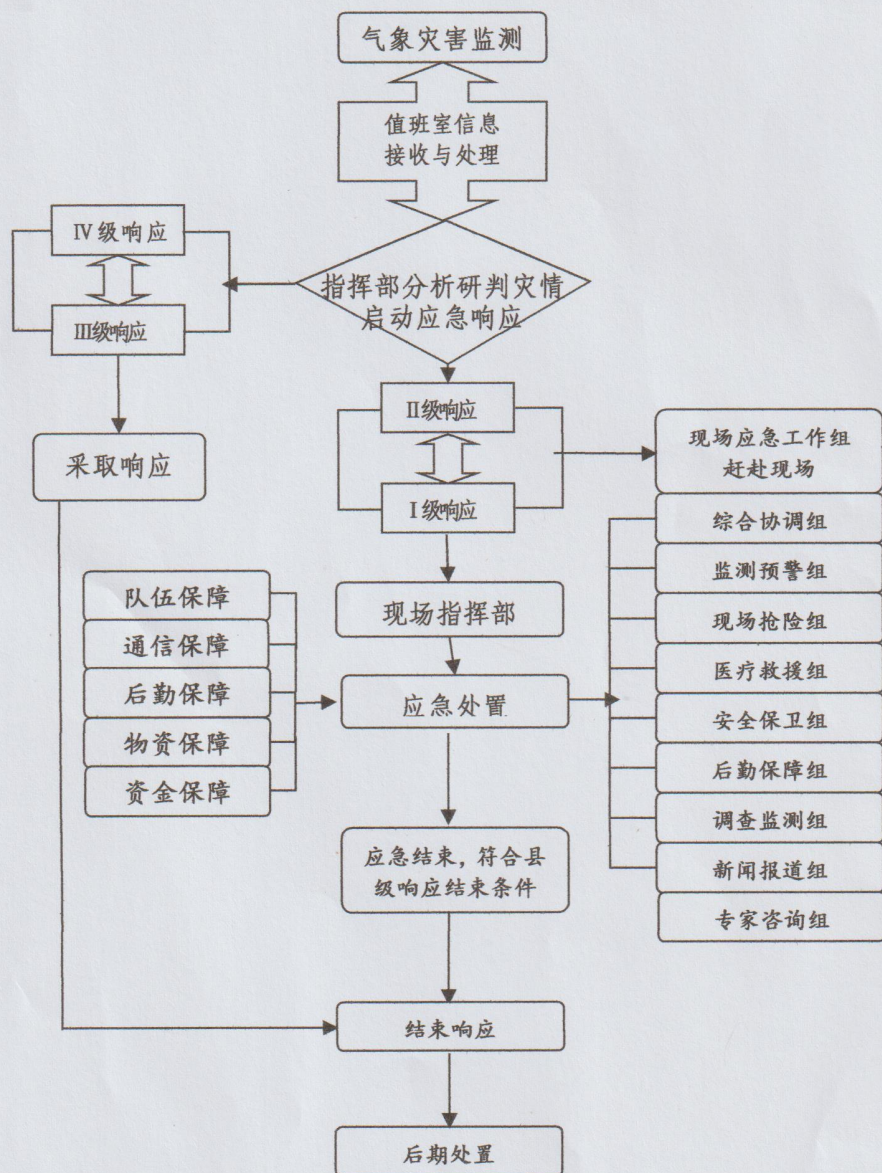 气象灾害监测
值班室信息
接收与处理
Ⅳ级响应
Ⅲ级响应
指挥部分析研判灾情
启动应急响应
Ⅱ级响应
Ⅰ级响应
采取响应
现场应急工作组
赶赴现场
综合协调组
监测预警组
现场抢险组
医疗救援组
安全保卫组
后勤保障组
调查监测组
新闻报道组
专家咨询组
现场指挥部
队伍保障
通信保障
后勤保障
物资保障
资金保障
应急处置
应急结束，符合县
级响应结束条件
结束响应
后期处置